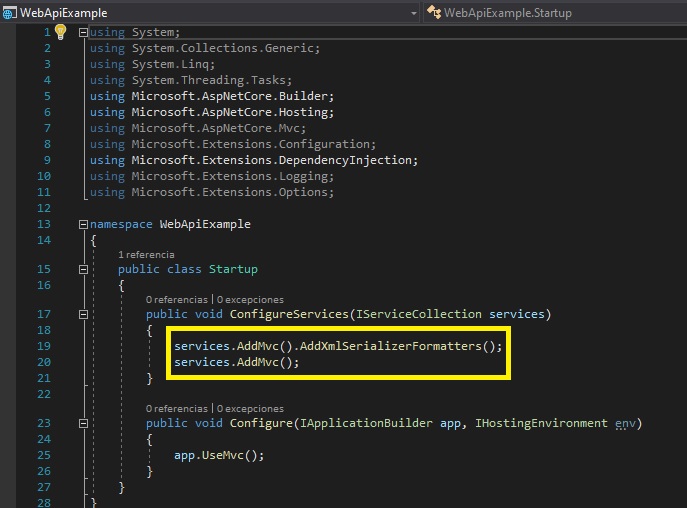 WebApiExample WebApiExample.Startup
1 using System;
2 using System.Collections.Generic;
3 using System.Linq;
4 using System.Threading.Tasks;
5 using Microsoft.AspNetCore.Builder;
6 using Microsoft.AspNetCore.Hosting;
7 using Microsoft.AspNetCore.Mvc;
8 using Microsoft.Extensions.Configuration;
9 using Microsoft.Extensions.DependencyInjection;
10 using Microsoft.Extensions.Logging;
11 using Microsoft.Extensions.Options;
12
13 namespace WebApiExample
14 {
1 referencia
15 public class Startup
16 {
0 referencias | 0 excepciones
17 public void ConfigureServices(IServiceCollection services)
18 {
19 services.AddMvc().AddXmlSerializerFormatters();
20 services.AddMvc();
21 }
22
0 referencias | 0 excepciones
23 public void Configure(IApplicationBuilder app, IHostingEnvironment env)
24 {
25 app.UseMvc();
26 }
27 }
28 }